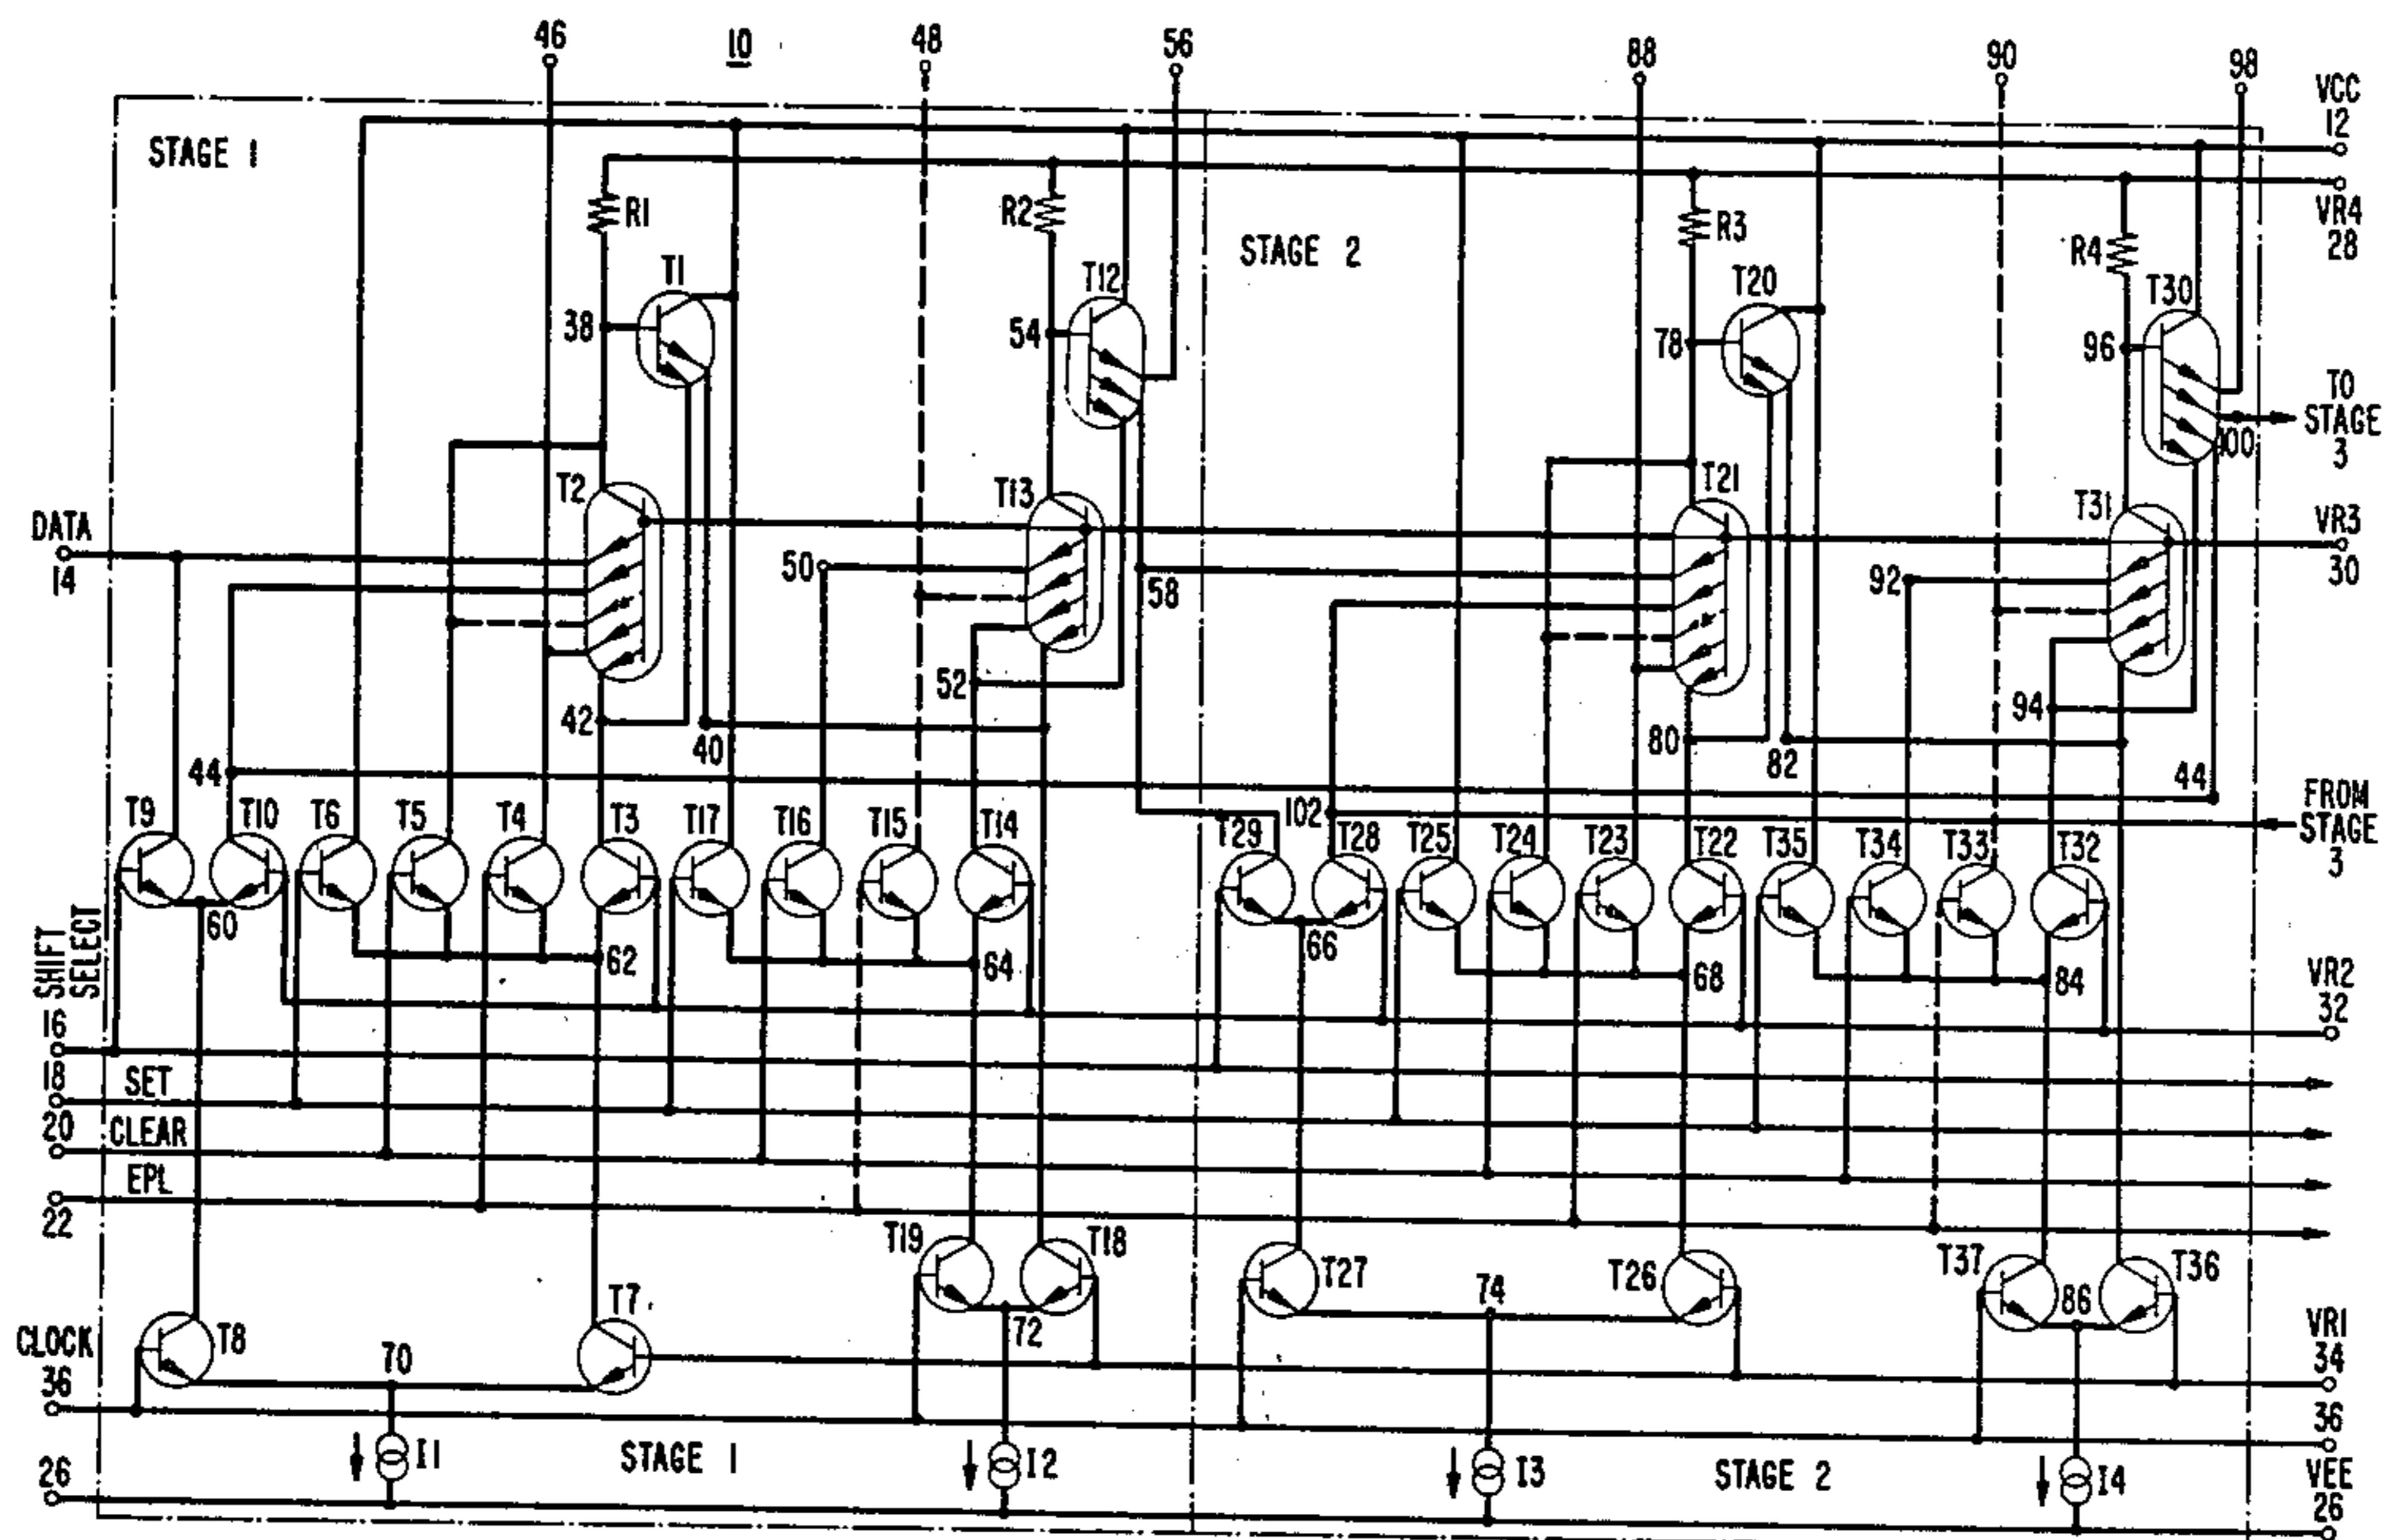 46
10
48
56
88
90
98
VCC
12
STAGE 1
R1
R2
STAGE 2
R3
R4
VR4
28
T1
T12
T20
T30
38
54
78
96
TO
STAGE
3
100
T2
T13
T21
T31
DATA
14
50
58
92
VR3
30
52
42
40
80
82
94
44
44
FROM
STAGE
3
T9
T10
T6
T5
T4
T3
T17
T16
T15
T14
102
T29
T28
T25
T24
T23
T22
T35
T34
T33
T32
60
62
64
66
68
84
SHIFT
SELECT
16
VR2
32
18
SET
20
CLEAR
EPL
22
T19
T18
T27
T26
T37
T36
74
86
72
CLOCK
36
T8
T7
70
VR1
34
36
I1
STAGE 1
I2
I3
STAGE 2
I4
26
VEE
26